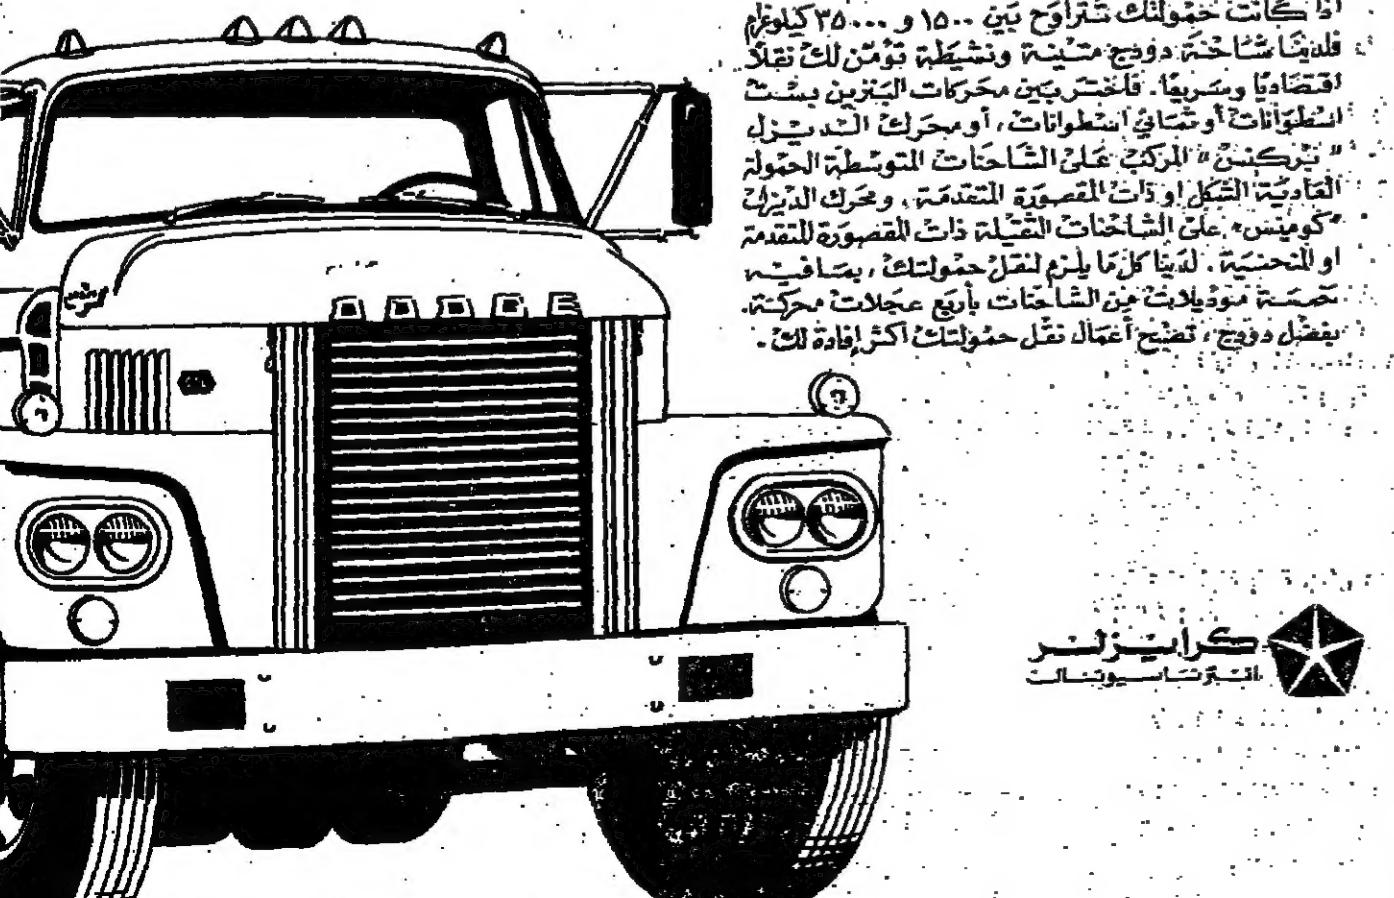 اذا كانت حمولتك تتراوح بين ١٥٠٠ و ٣٥٠٠٠ كيلوغرام
فلدينا شاحنة دودج متينة ونشيطة تؤمن لك نقلاً
اقتصادياً وسريعاً. فاختر بين محركات البنزين بست
اسطوانات أو ثماني اسطوانات، أو محرك الديزل
"بركنس" المركب على الشاحنات المتوسطة الحمولة
العادية الشكل او ذات المقصورة المتقدمة، ومحرك الديزل
"كومينس" على الشاحنات الثقيلة ذات المقصورة المتقدمة
او المنحنية. لدينا كل ما يلزم لنقل حمولتك، بما فيه
خمسة موديلات من الشاحنات بأربع عجلات محركة.
بفضل دودج، تصبح أعمال نقل حمولتك أكثر إفادة لك.
DODGE
كرايزلر
انترناسيونال